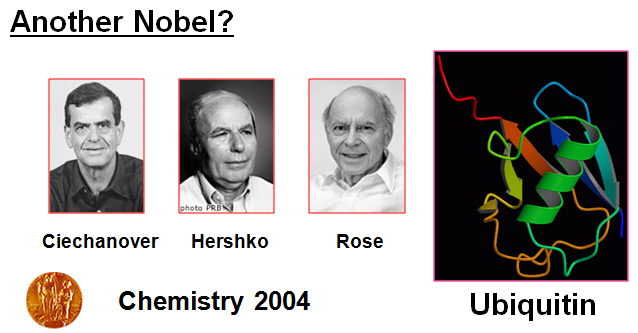 Another Nobel?
photo PRB
Ciechanover Hershko Rose
Chemistry 2004
Ubiquitin